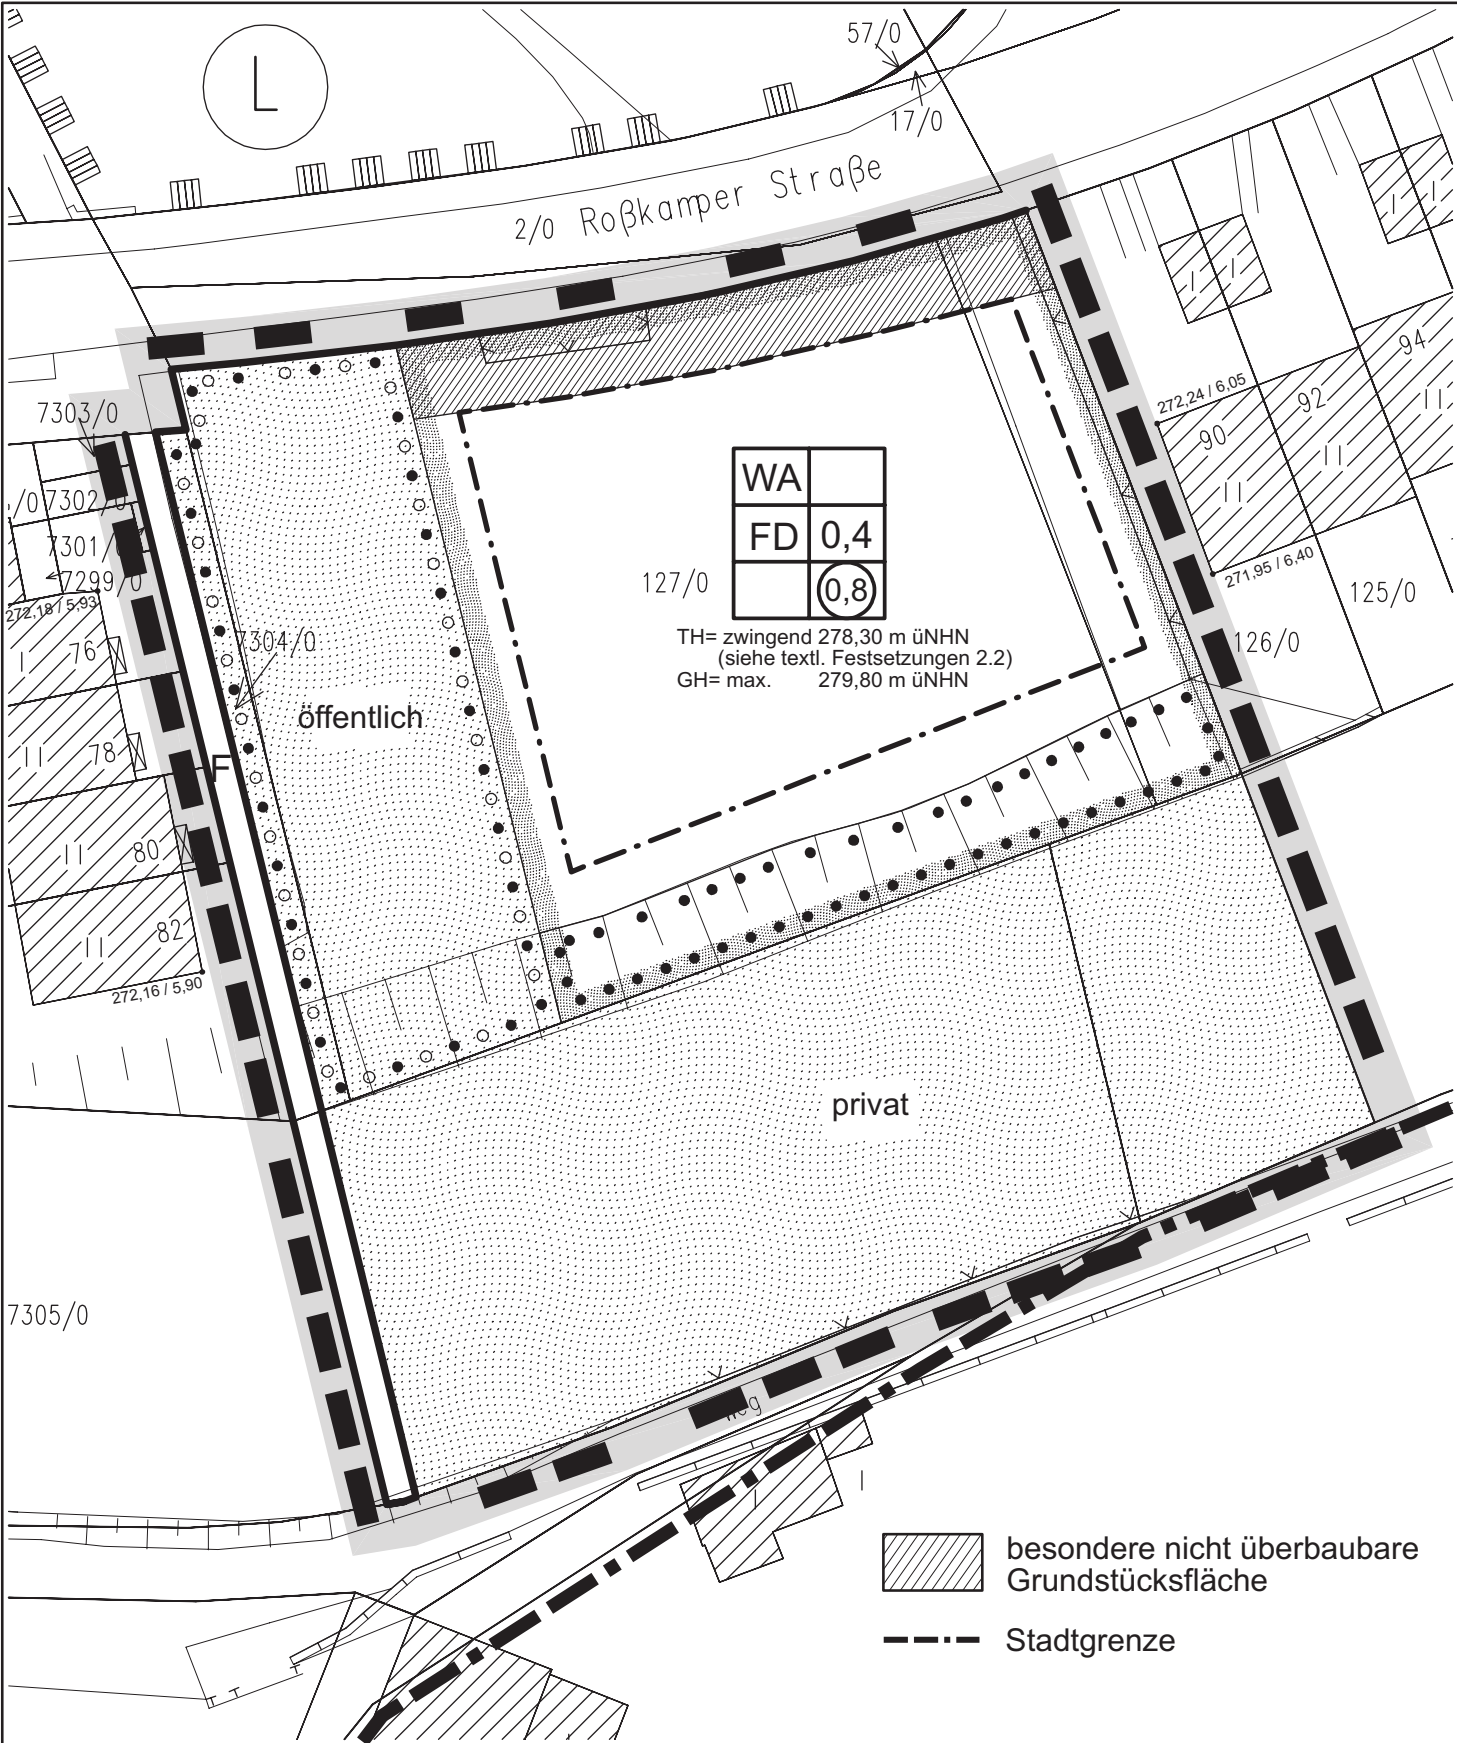 57/0
L
17/0
2/0 Roßkamper Straße
7303/0
94
272,24 / 6,05
92
90
WA
/0 7302/0
FD 0,4
7301/0
127/0
0,8
7299/0
271,95 / 6,40
125/0
272,18 / 5,93
TH= zwingend 278,30 m üNHN
(siehe textl. Festsetzungen 2.2)
GH= max. 279,80 m üNHN
7304/0
126/0
76
öffentlich
78
F
80
82
272,16 / 5,90
privat
7305/0
besondere nicht überbaubare
Grundstücksfläche
Stadtgrenze